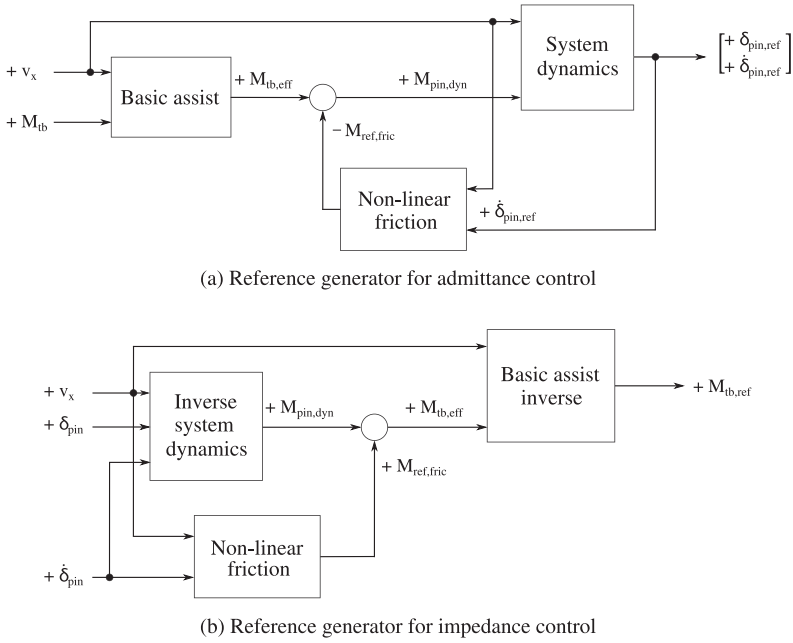 + vx
+ Mtb
Basic assist
+ Mtb,eff
− Mref,fric
+ Mpin,dyn
System
dynamics
[+ δpin,ref
+ δ̇pin,ref]
Non-linear
friction
+ δ̇pin,ref
(a) Reference generator for admittance control
+ vx
+ δpin
+ δ̇pin
Inverse
system
dynamics
+ Mpin,dyn
+ Mtb,eff
+ Mref,fric
Non-linear
friction
Basic assist
inverse
+ Mtb,ref
(b) Reference generator for impedance control